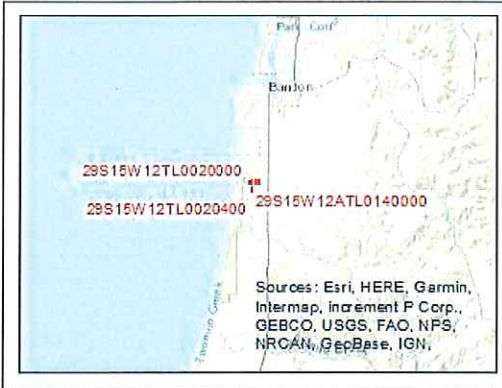 Bandon
29S15W12TL0020000
29S15W12TL0020400
29S15W12ATL0140000
Sources: Esri, HERE, Garmin,
Intermap, increment P Corp.,
GEBCO, USGS, FAO, NPS,
NRCAN, GeoBase, IGN,